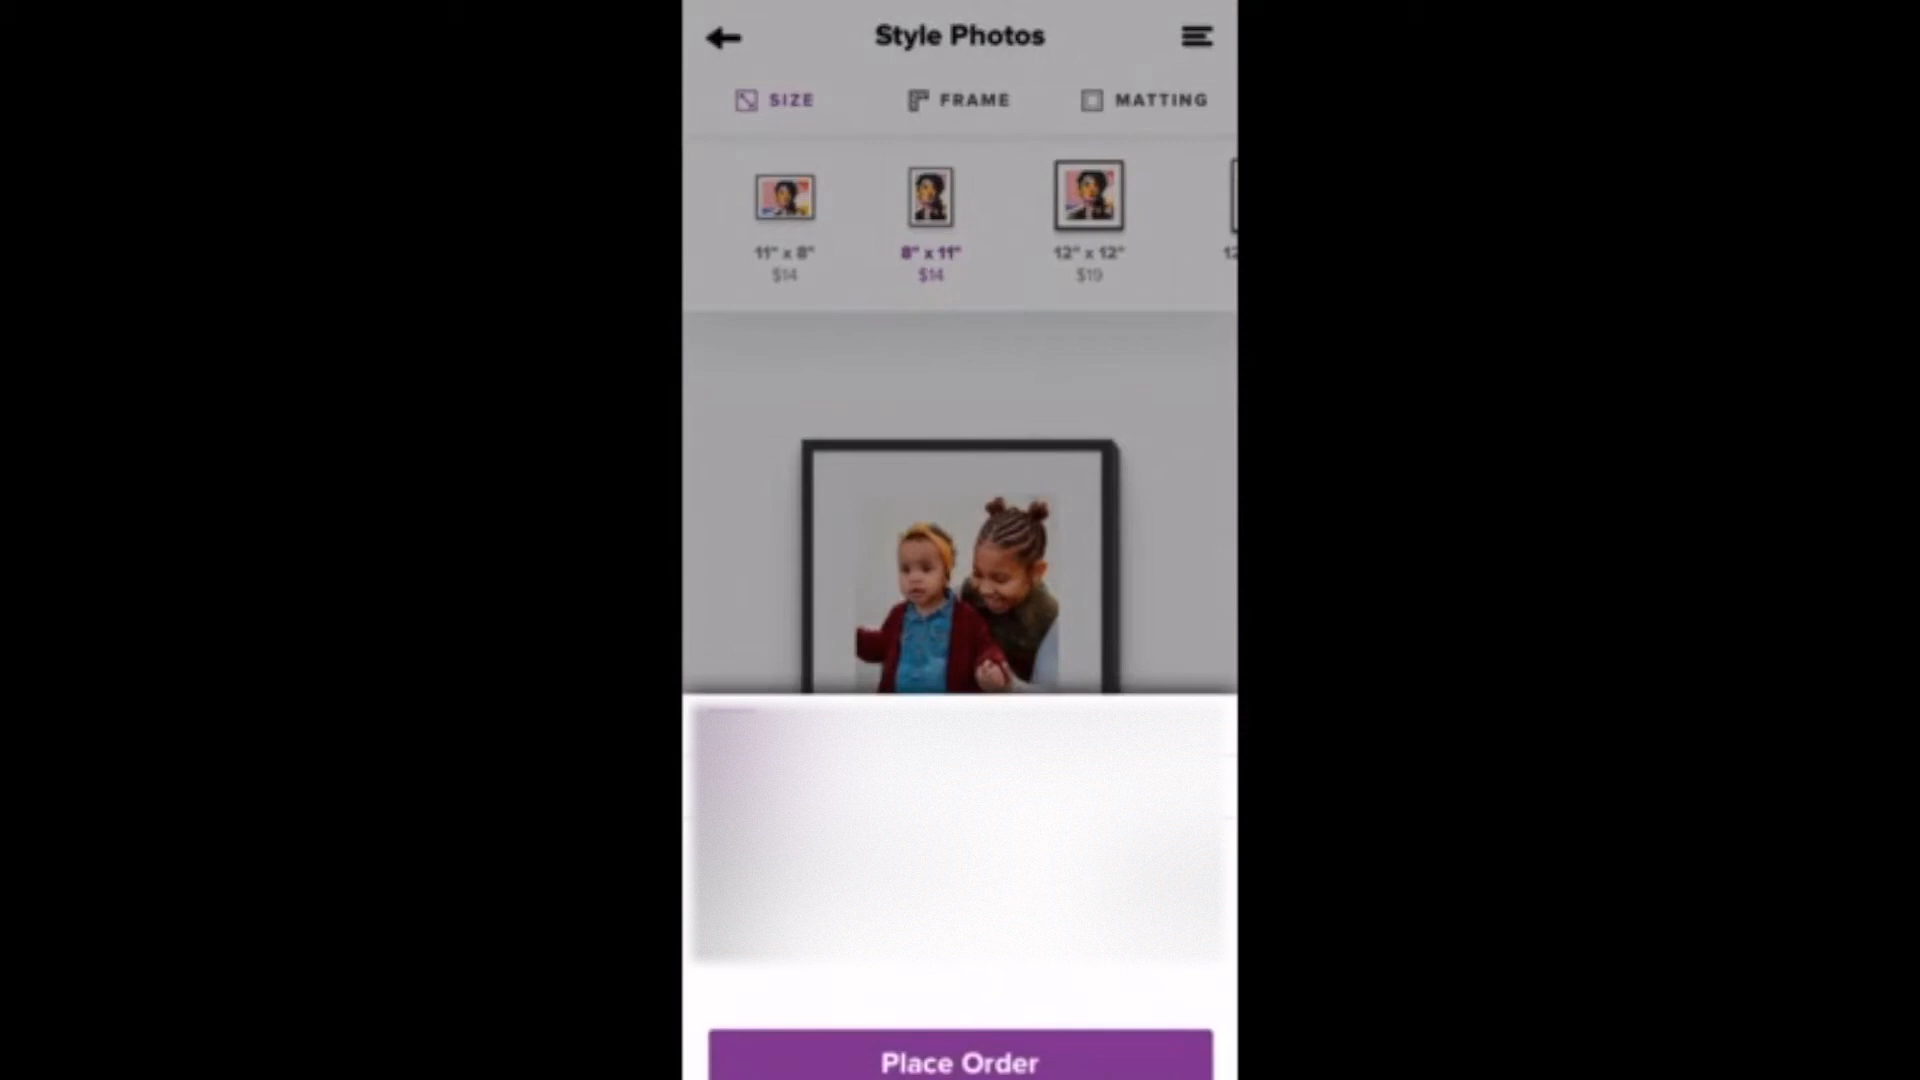 Style Photos
SIZE FRAME MATTING
11" x 8" 8" x 11" 12" x 12"
$14 $14 $19
Place Order